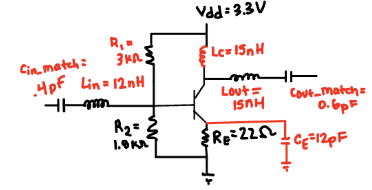 Vdd=3.3V
R1=
3kΩ
Lc=15nH
Cin_match=
.4pF
Lin=12nH
Lout=
15nH
Cout_match=
0.6pF
R2=
1.8kΩ
RE=22Ω
CE=12pF